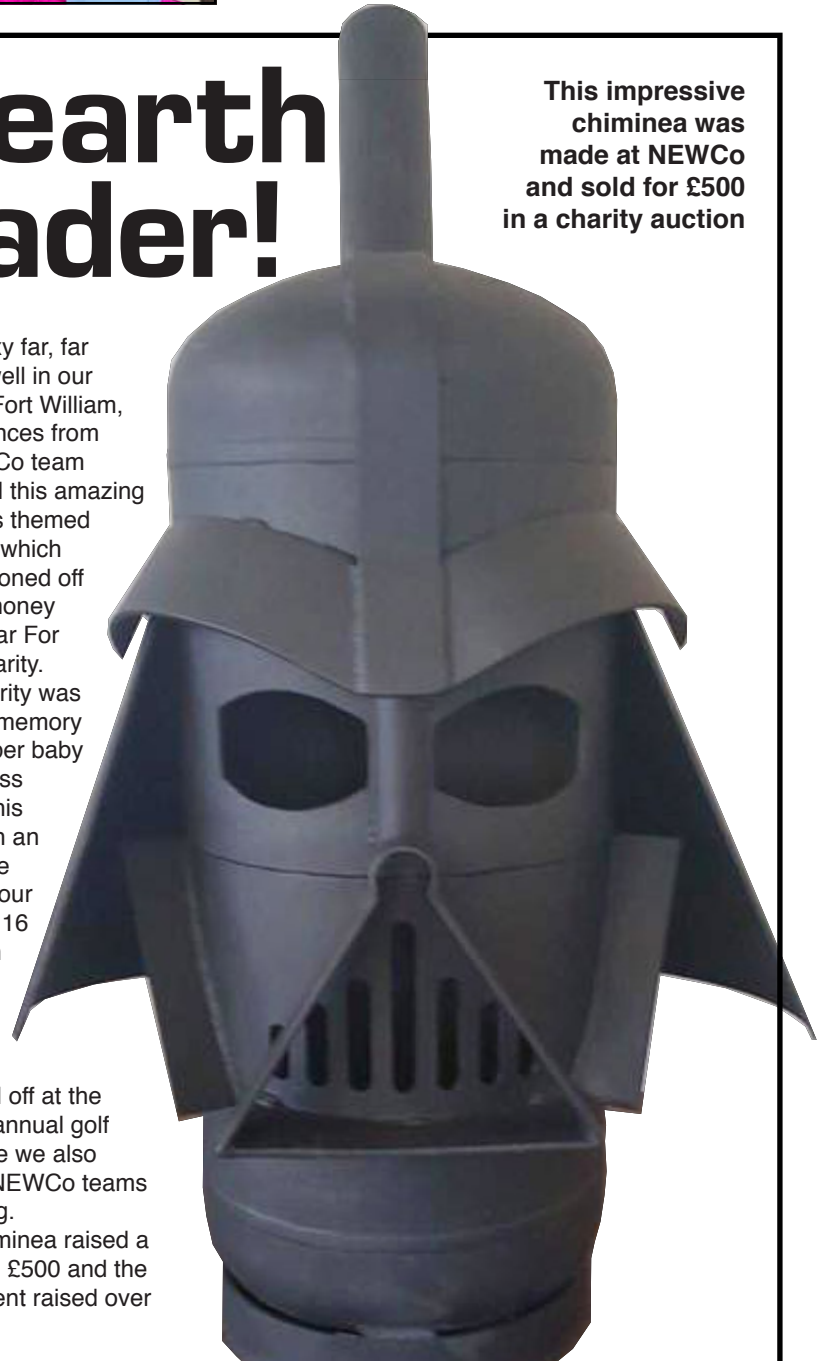 earth
ader!
This impressive
chiminea was
made at NEWCo
and sold for £500
in a charity auction
y far, far
ell in our
Fort William,
nces from
Co team
this amazing
s themed
which
oned off
oney
ar For
arity.
rity was
memory
per baby
ss
his
an
e
our
16
off at the
annual golf
e we also
NEWCo teams
g.
minea raised a
£500 and the
ent raised over